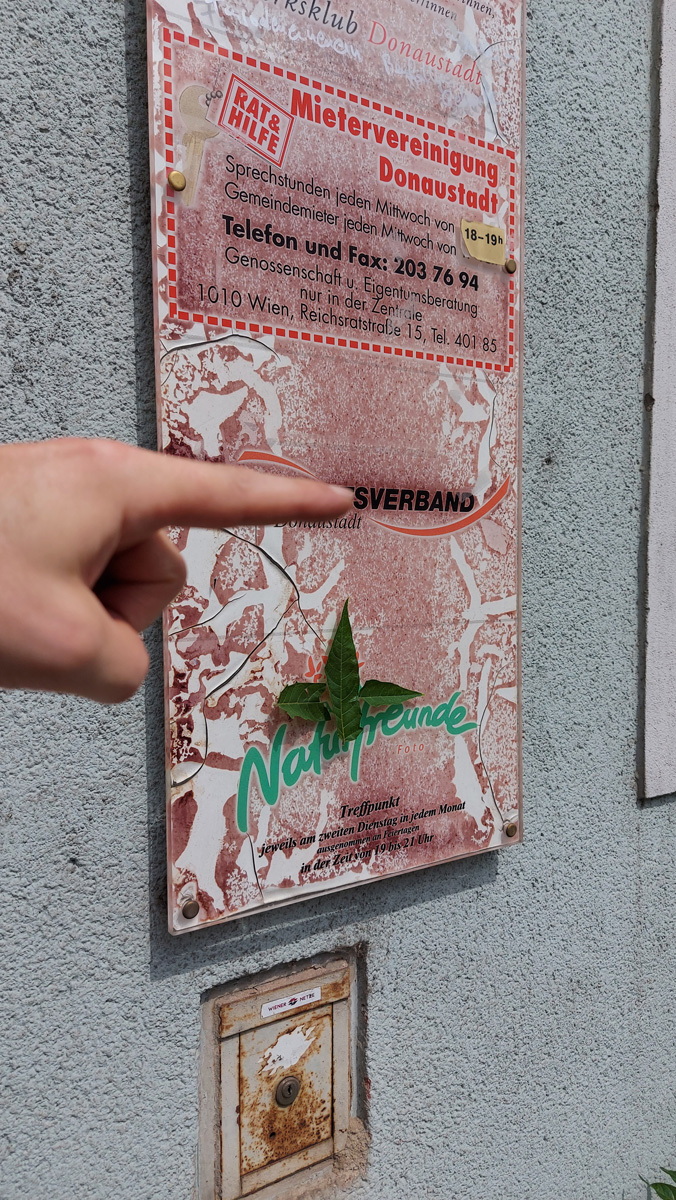 Donaustadt
RAT&
HILFE
Mietervereinigung
Donaustadt
Sprechstunden jeden Mittwoch von
Gemeindemieter jeden Mittwoch von
18–19h
Telefon und Fax: 203 76 94
Genossenschaft u. Eigentumsberatung
nur in der Zentrale
1010 Wien, Reichsratstraße 15, Tel. 401 85
TSVERBAND
Donaustadt
Naturfreunde
Foto
Treffpunkt
jeweils am zweiten Dienstag in jedem Monat
ausgenommen an Feiertagen
in der Zeit von 19 bis 21 Uhr
WIENER NETZE